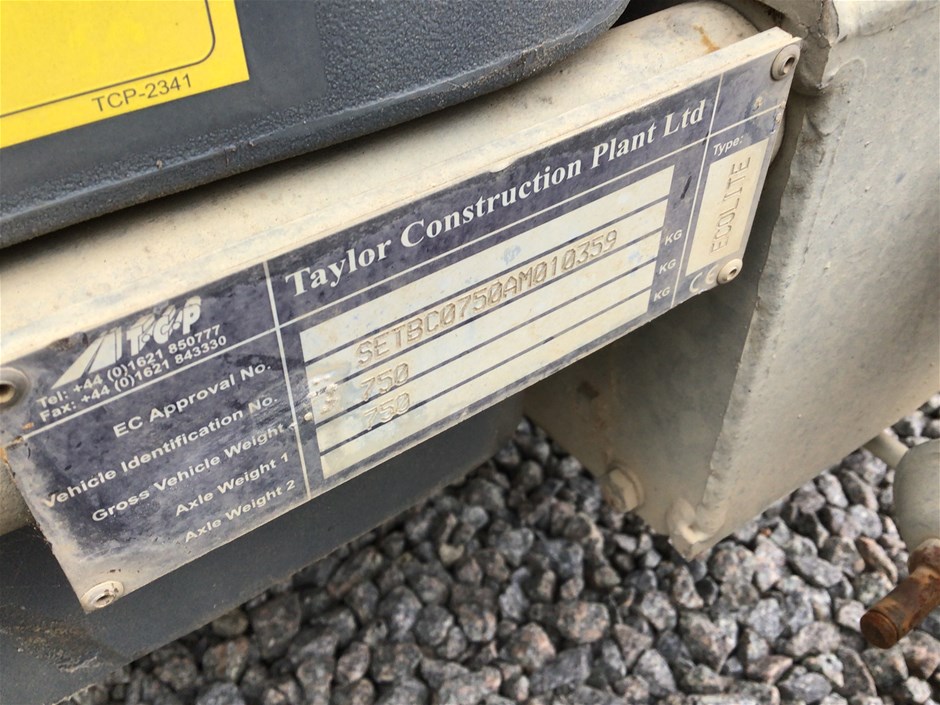 TCP-2341
Taylor Construction Plant Ltd
Type:
ECOLITE
T·C·P
Tel: +44 (0)1621 850777
Fax: +44 (0)1621 843330
EC Approval No.
Vehicle Identification No. SETBC0750AM010359
Gross Vehicle Weight 750 KG
Axle Weight 1 750 KG
Axle Weight 2 KG
CE